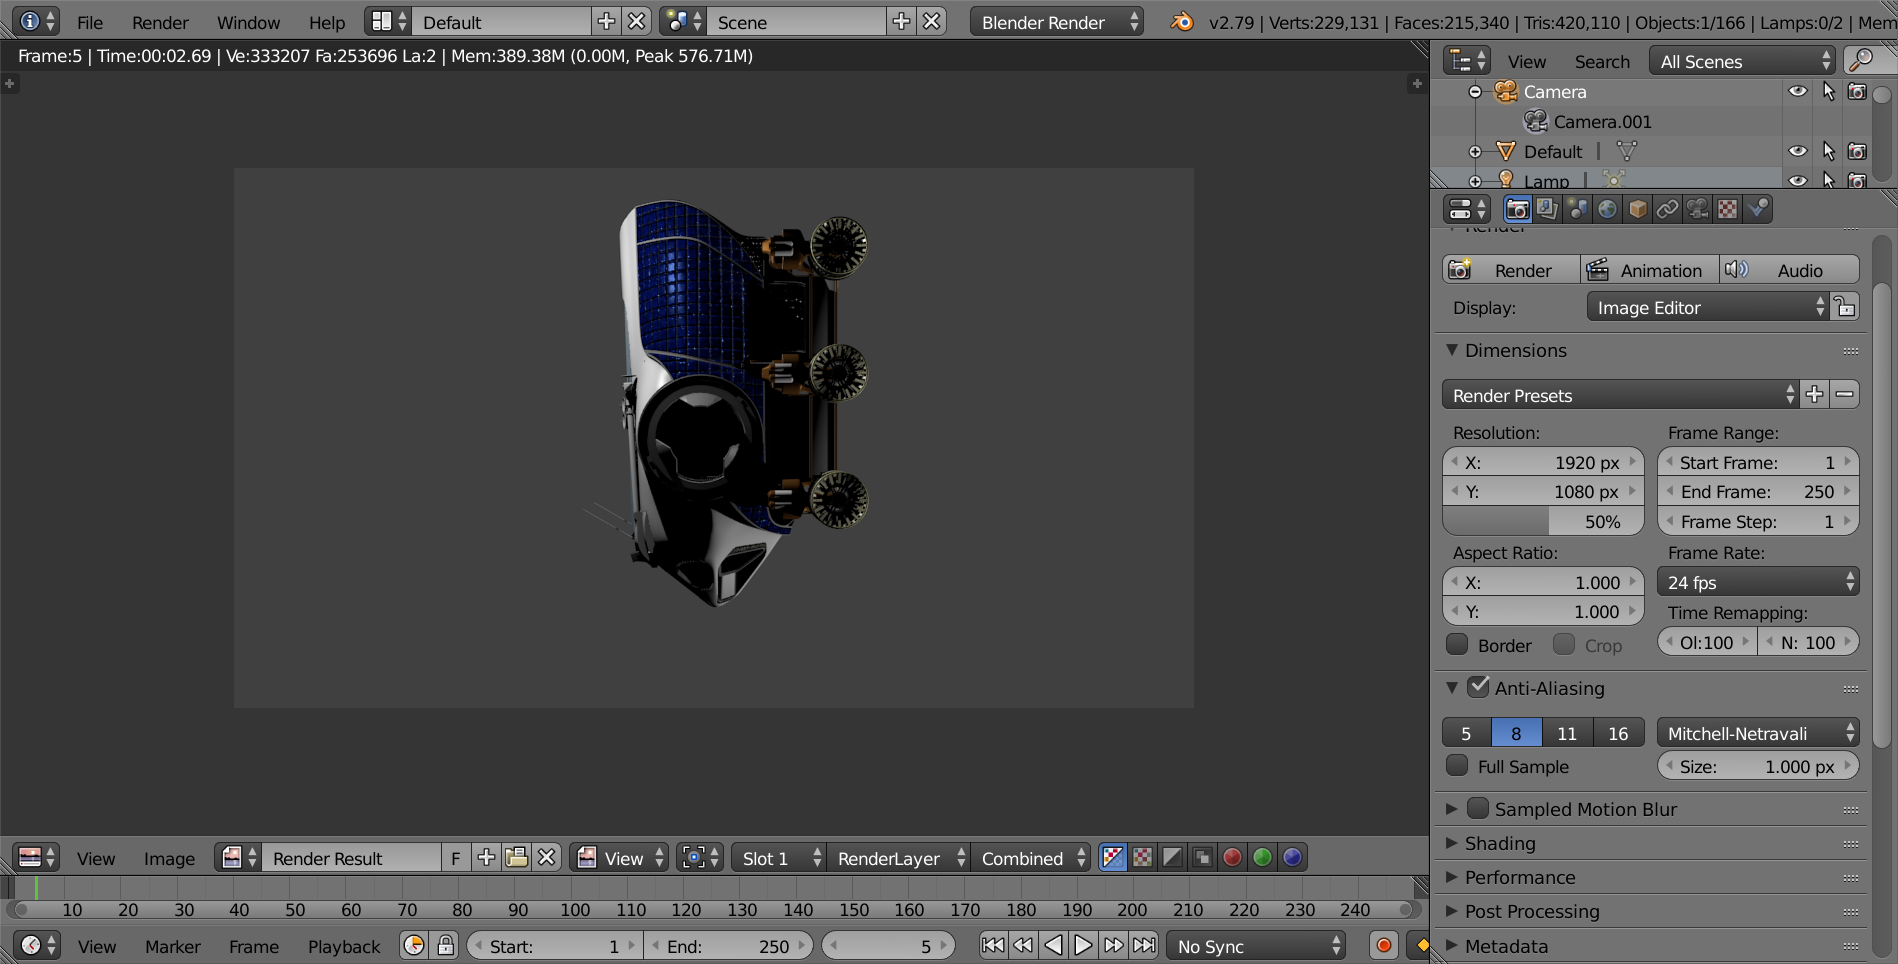 File Render Window Help Default Scene Blender Render v2.79 | Verts:229,131 | Faces:215,340 | Tris:420,110 | Objects:1/166 | Lamps:0/2 | Mem
Frame:5 | Time:00:02.69 | Ve:333207 Fa:253696 La:2 | Mem:389.38M (0.00M, Peak 576.71M)
View Search All Scenes
Camera
Camera.001
Default
Lamp
Render
Render Animation Audio
Display: Image Editor
Dimensions
Render Presets
Resolution: Frame Range:
X: 1920 px Start Frame: 1
Y: 1080 px End Frame: 250
50% Frame Step: 1
Aspect Ratio: Frame Rate:
X: 1.000 24 fps
Y: 1.000 Time Remapping:
Border Crop Ol:100 N: 100
Anti-Aliasing
5 8 11 16 Mitchell-Netravali
Full Sample Size: 1.000 px
Sampled Motion Blur
Shading
Performance
Post Processing
Metadata
View Image Render Result F View Slot 1 RenderLayer Combined
10 20 30 40 50 60 70 80 90 100 110 120 130 140 150 160 170 180 190 200 210 220 230 240
View Marker Frame Playback Start: 1 End: 250 5 No Sync